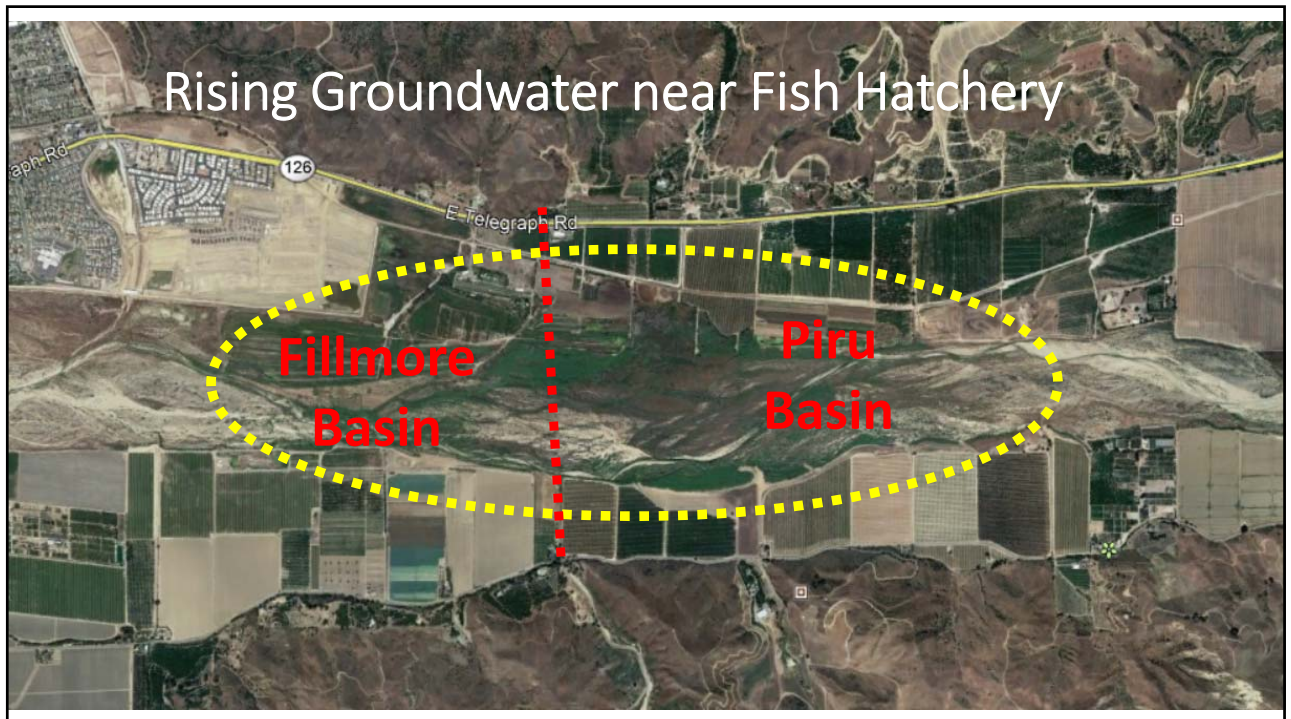 Rising Groundwater near Fish Hatchery
aph Rd
126
E Telegraph Rd
Fillmore
Basin
Piru
Basin